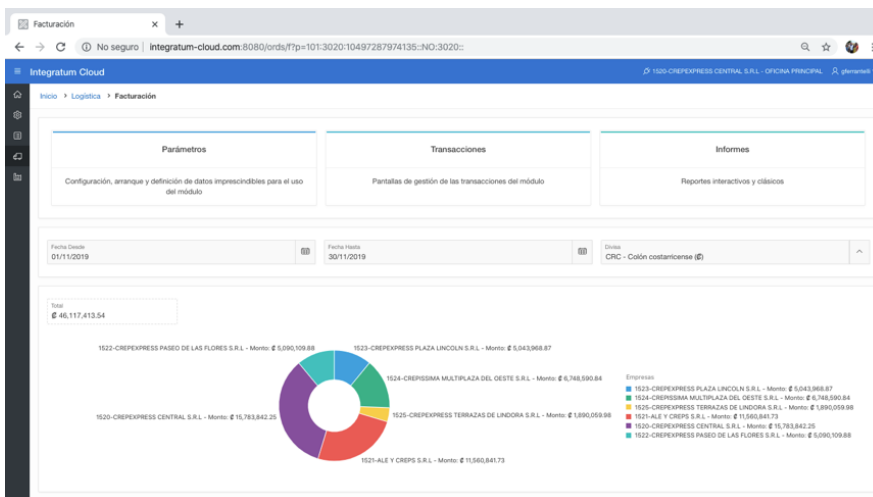 Facturación
No seguro | integratum-cloud.com:8080/ords/f?p=101:3020:10497287974135::NO:3020::
Integratum Cloud
1520-CREPEXPRESS CENTRAL S.R.L - OFICINA PRINCIPAL
Inicio > Logística > Facturación
Parámetros
Configuración, arranque y definición de datos imprescindibles para el uso
del módulo
Transacciones
Pantallas de gestión de las transacciones del módulo
Informes
Reportes interactivos y clásicos
Fecha Desde
01/11/2019
Fecha Hasta
30/11/2019
Divisa
CRC - Colón costarricense (₡)
Total
₡ 46,117,413.54
1522-CREPEXPRESS PASEO DE LAS FLORES S.R.L - Monto: ₡ 5,090,109.88
1523-CREPEXPRESS PLAZA LINCOLN S.R.L - Monto: ₡ 5,043,968.87
1524-CREPISSIMA MULTIPLAZA DEL OESTE S.R.L - Monto: ₡ 6,748,590.84
1520-CREPEXPRESS CENTRAL S.R.L - Monto: ₡ 15,783,842.25
1525-CREPEXPRESS TERRAZAS DE LINDORA S.R.L - Monto: ₡ 1,890,059.98
1521-ALE Y CREPS S.R.L - Monto: ₡ 11,560,841.73
Empresas
1523-CREPEXPRESS PLAZA LINCOLN S.R.L - Monto: ₡ 5,043,968.87
1524-CREPISSIMA MULTIPLAZA DEL OESTE S.R.L - Monto: ₡ 6,748,590.84
1525-CREPEXPRESS TERRAZAS DE LINDORA S.R.L - Monto: ₡ 1,890,059.98
1521-ALE Y CREPS S.R.L - Monto: ₡ 11,560,841.73
1520-CREPEXPRESS CENTRAL S.R.L - Monto: ₡ 15,783,842.25
1522-CREPEXPRESS PASEO DE LAS FLORES S.R.L - Monto: ₡ 5,090,109.88